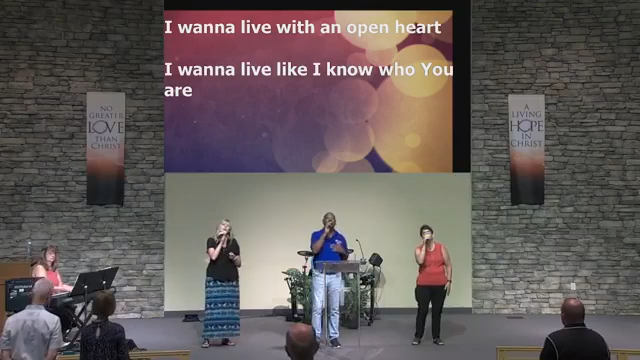 I wanna live with an open heart
I wanna live like I know who You
are
NO
GREATER
LOVE
THAN
CHRIST
A
LIVING
HOPE
IN
CHRIST